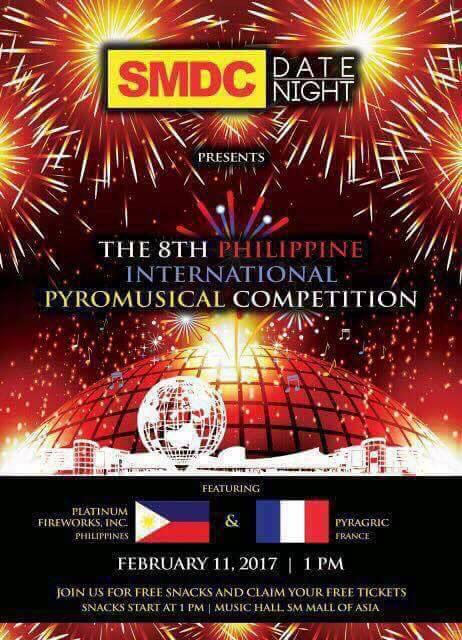 SMDC DATE NIGHT
PRESENTS
THE 8TH PHILIPPINE
INTERNATIONAL
PYROMUSICAL COMPETITION
FEATURING
PLATINUM
FIREWORKS, INC.
PHILIPPINES
&
PYRAGRIC
FRANCE
FEBRUARY 11, 2017 | 1 PM
JOIN US FOR FREE SNACKS AND CLAIM YOUR FREE TICKETS
SNACKS START AT 1 PM | MUSIC HALL, SM MALL OF ASIA